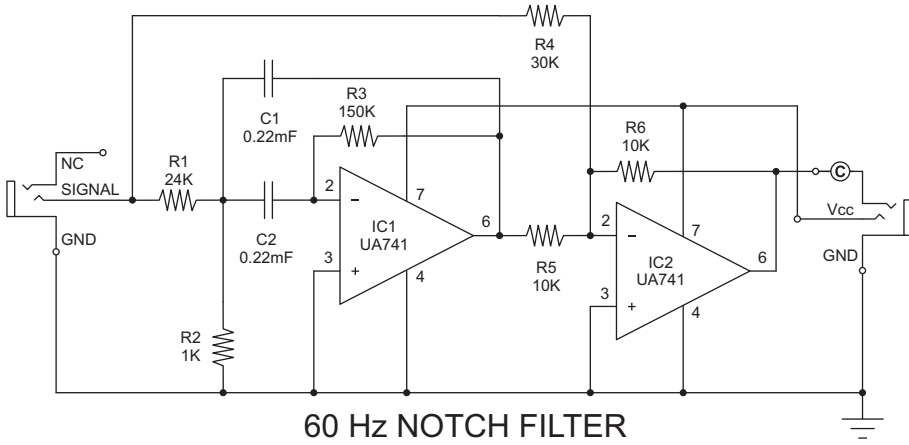 R4
30K
R3
150K
C1
0.22mF
R6
10K
NC
R1
24K
SIGNAL
2
7
−
IC1
UA741
6
3
+
4
C2
0.22mF
GND
R5
10K
2
7
−
IC2
UA741
6
3
+
4
C
Vcc
GND
R2
1K
60 Hz NOTCH FILTER